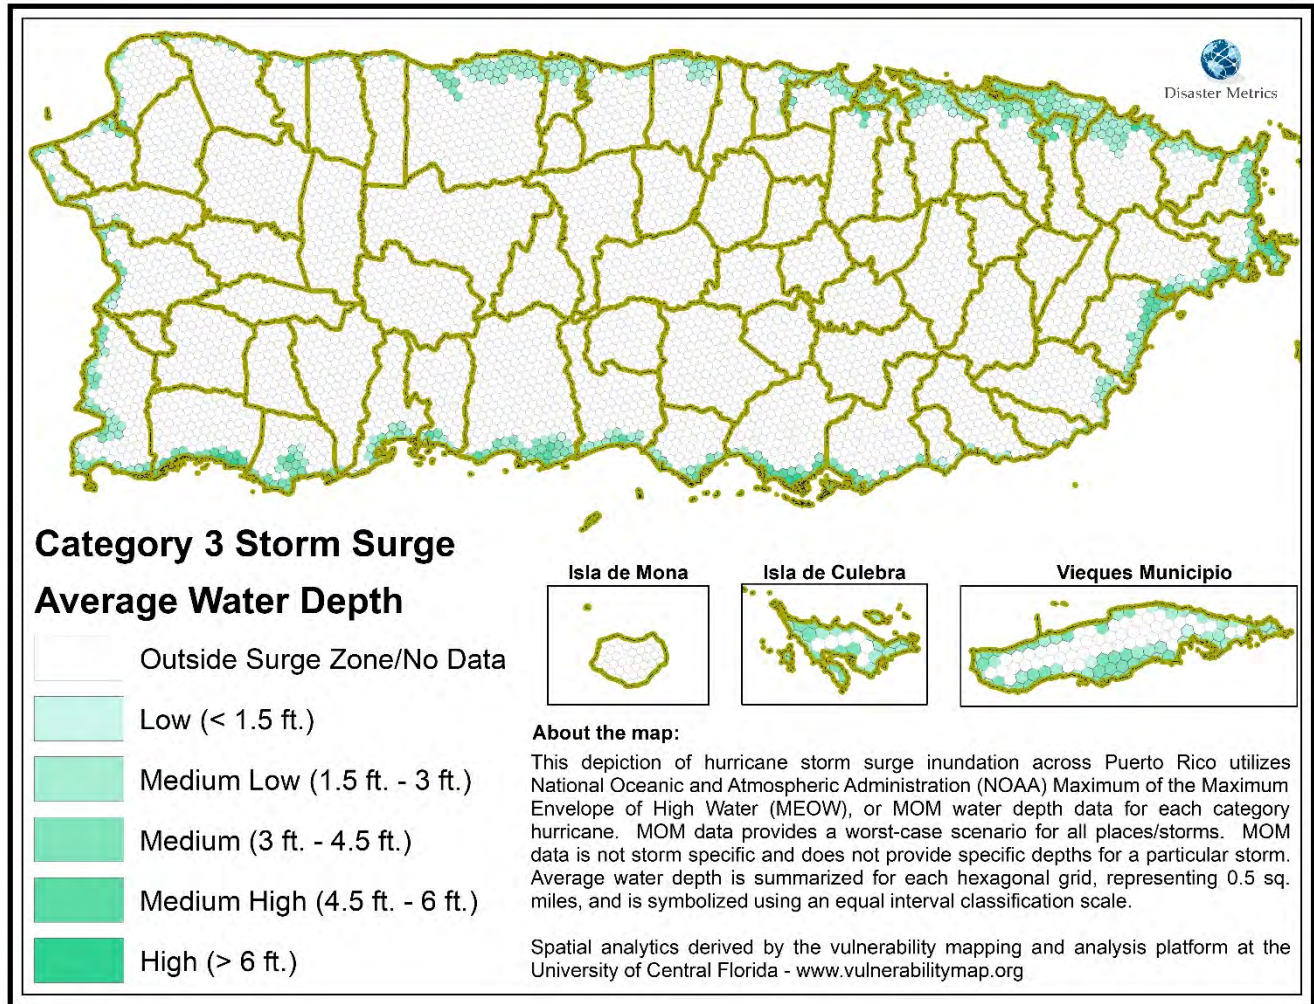 Disaster Metrics
Category 3 Storm Surge
Average Water Depth
Outside Surge Zone/No Data
Low (< 1.5 ft.)
Medium Low (1.5 ft. - 3 ft.)
Medium (3 ft. - 4.5 ft.)
Medium High (4.5 ft. - 6 ft.)
High (> 6 ft.)
Isla de Mona
Isla de Culebra
Vieques Municipio
About the map:
This depiction of hurricane storm surge inundation across Puerto Rico utilizes
National Oceanic and Atmospheric Administration (NOAA) Maximum of the Maximum
Envelope of High Water (MEOW), or MOM water depth data for each category
hurricane. MOM data provides a worst-case scenario for all places/storms. MOM
data is not storm specific and does not provide specific depths for a particular storm.
Average water depth is summarized for each hexagonal grid, representing 0.5 sq.
miles, and is symbolized using an equal interval classification scale.
Spatial analytics derived by the vulnerability mapping and analysis platform at the
University of Central Florida - www.vulnerabilitymap.org